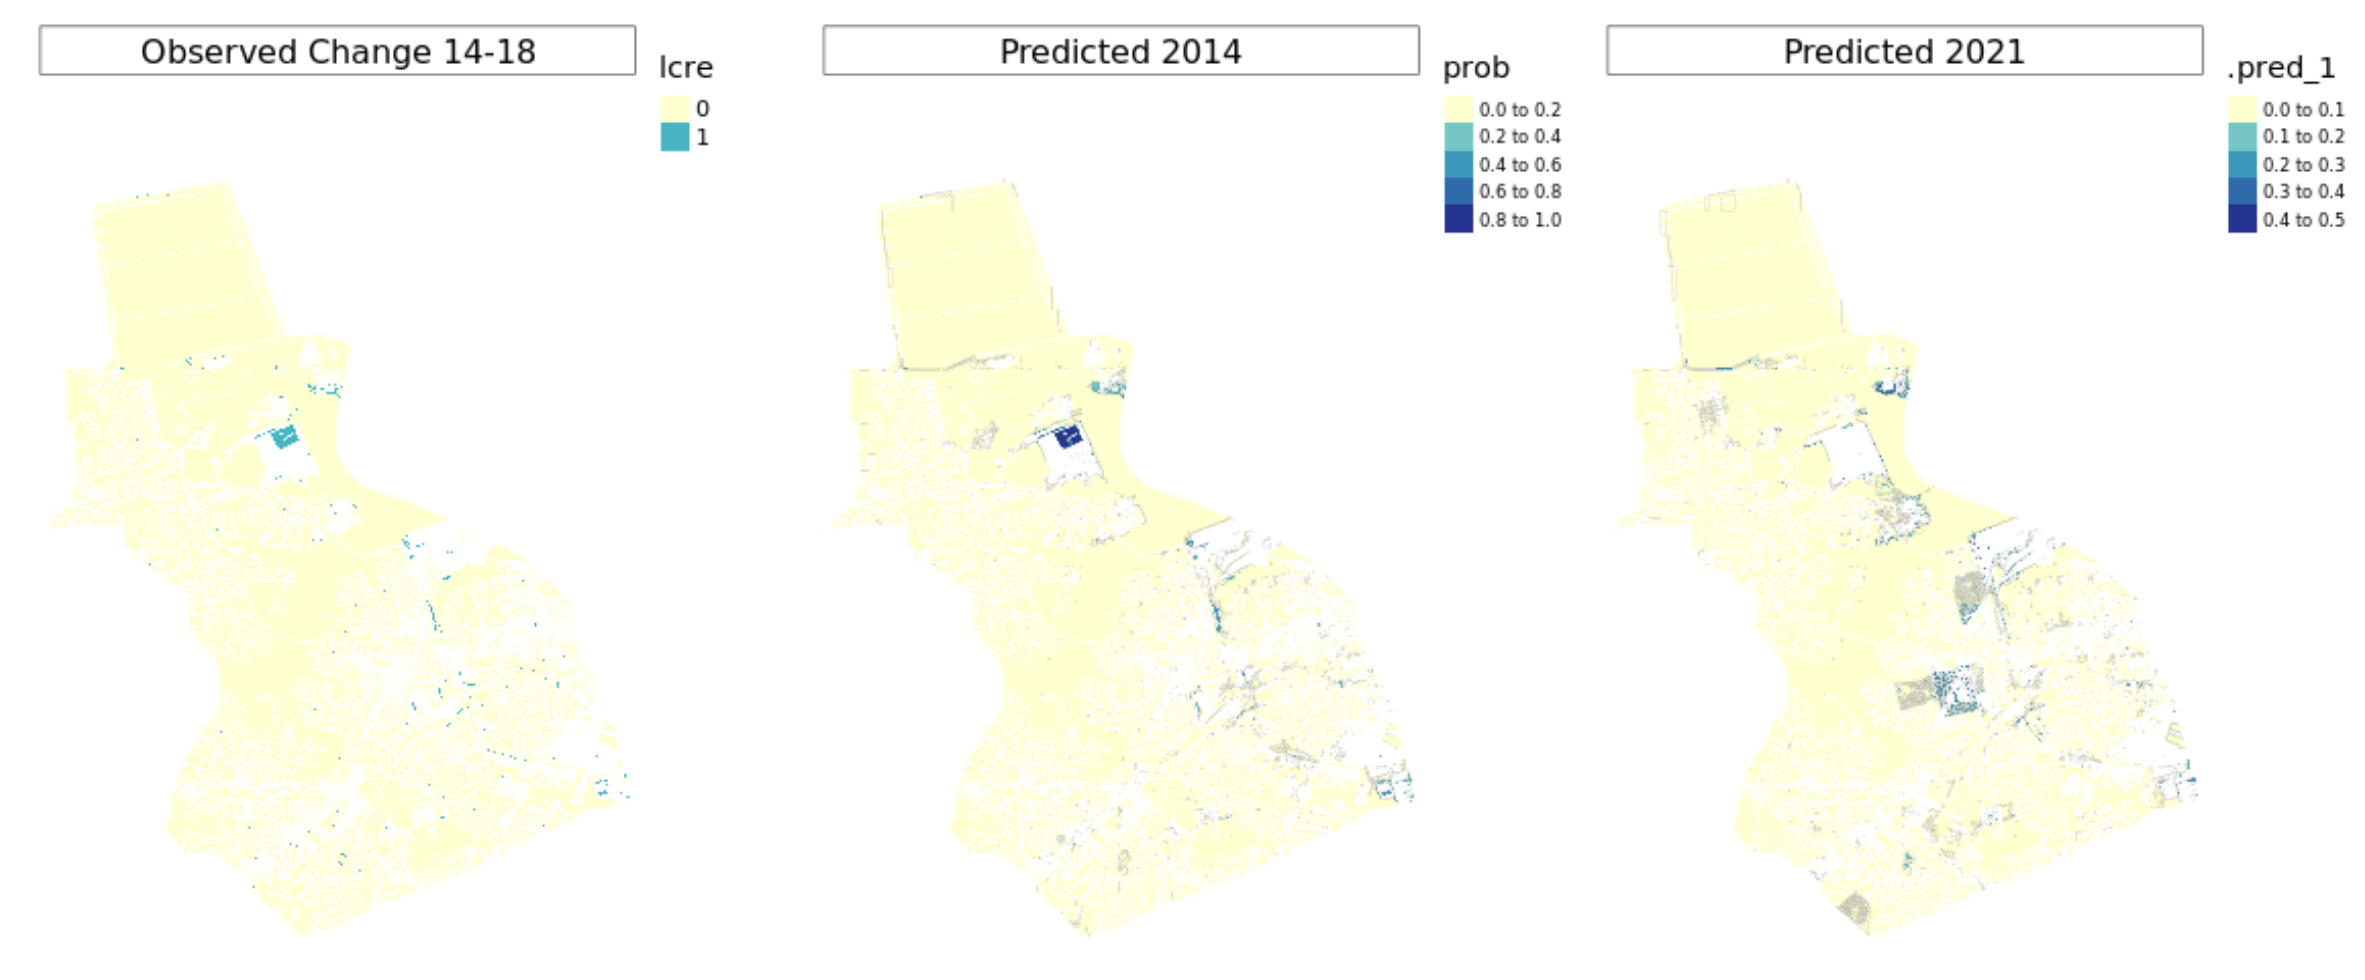 Observed Change 14-18
lcre
0
1
Predicted 2014
prob
0.0 to 0.2
0.2 to 0.4
0.4 to 0.6
0.6 to 0.8
0.8 to 1.0
Predicted 2021
.pred_1
0.0 to 0.1
0.1 to 0.2
0.2 to 0.3
0.3 to 0.4
0.4 to 0.5